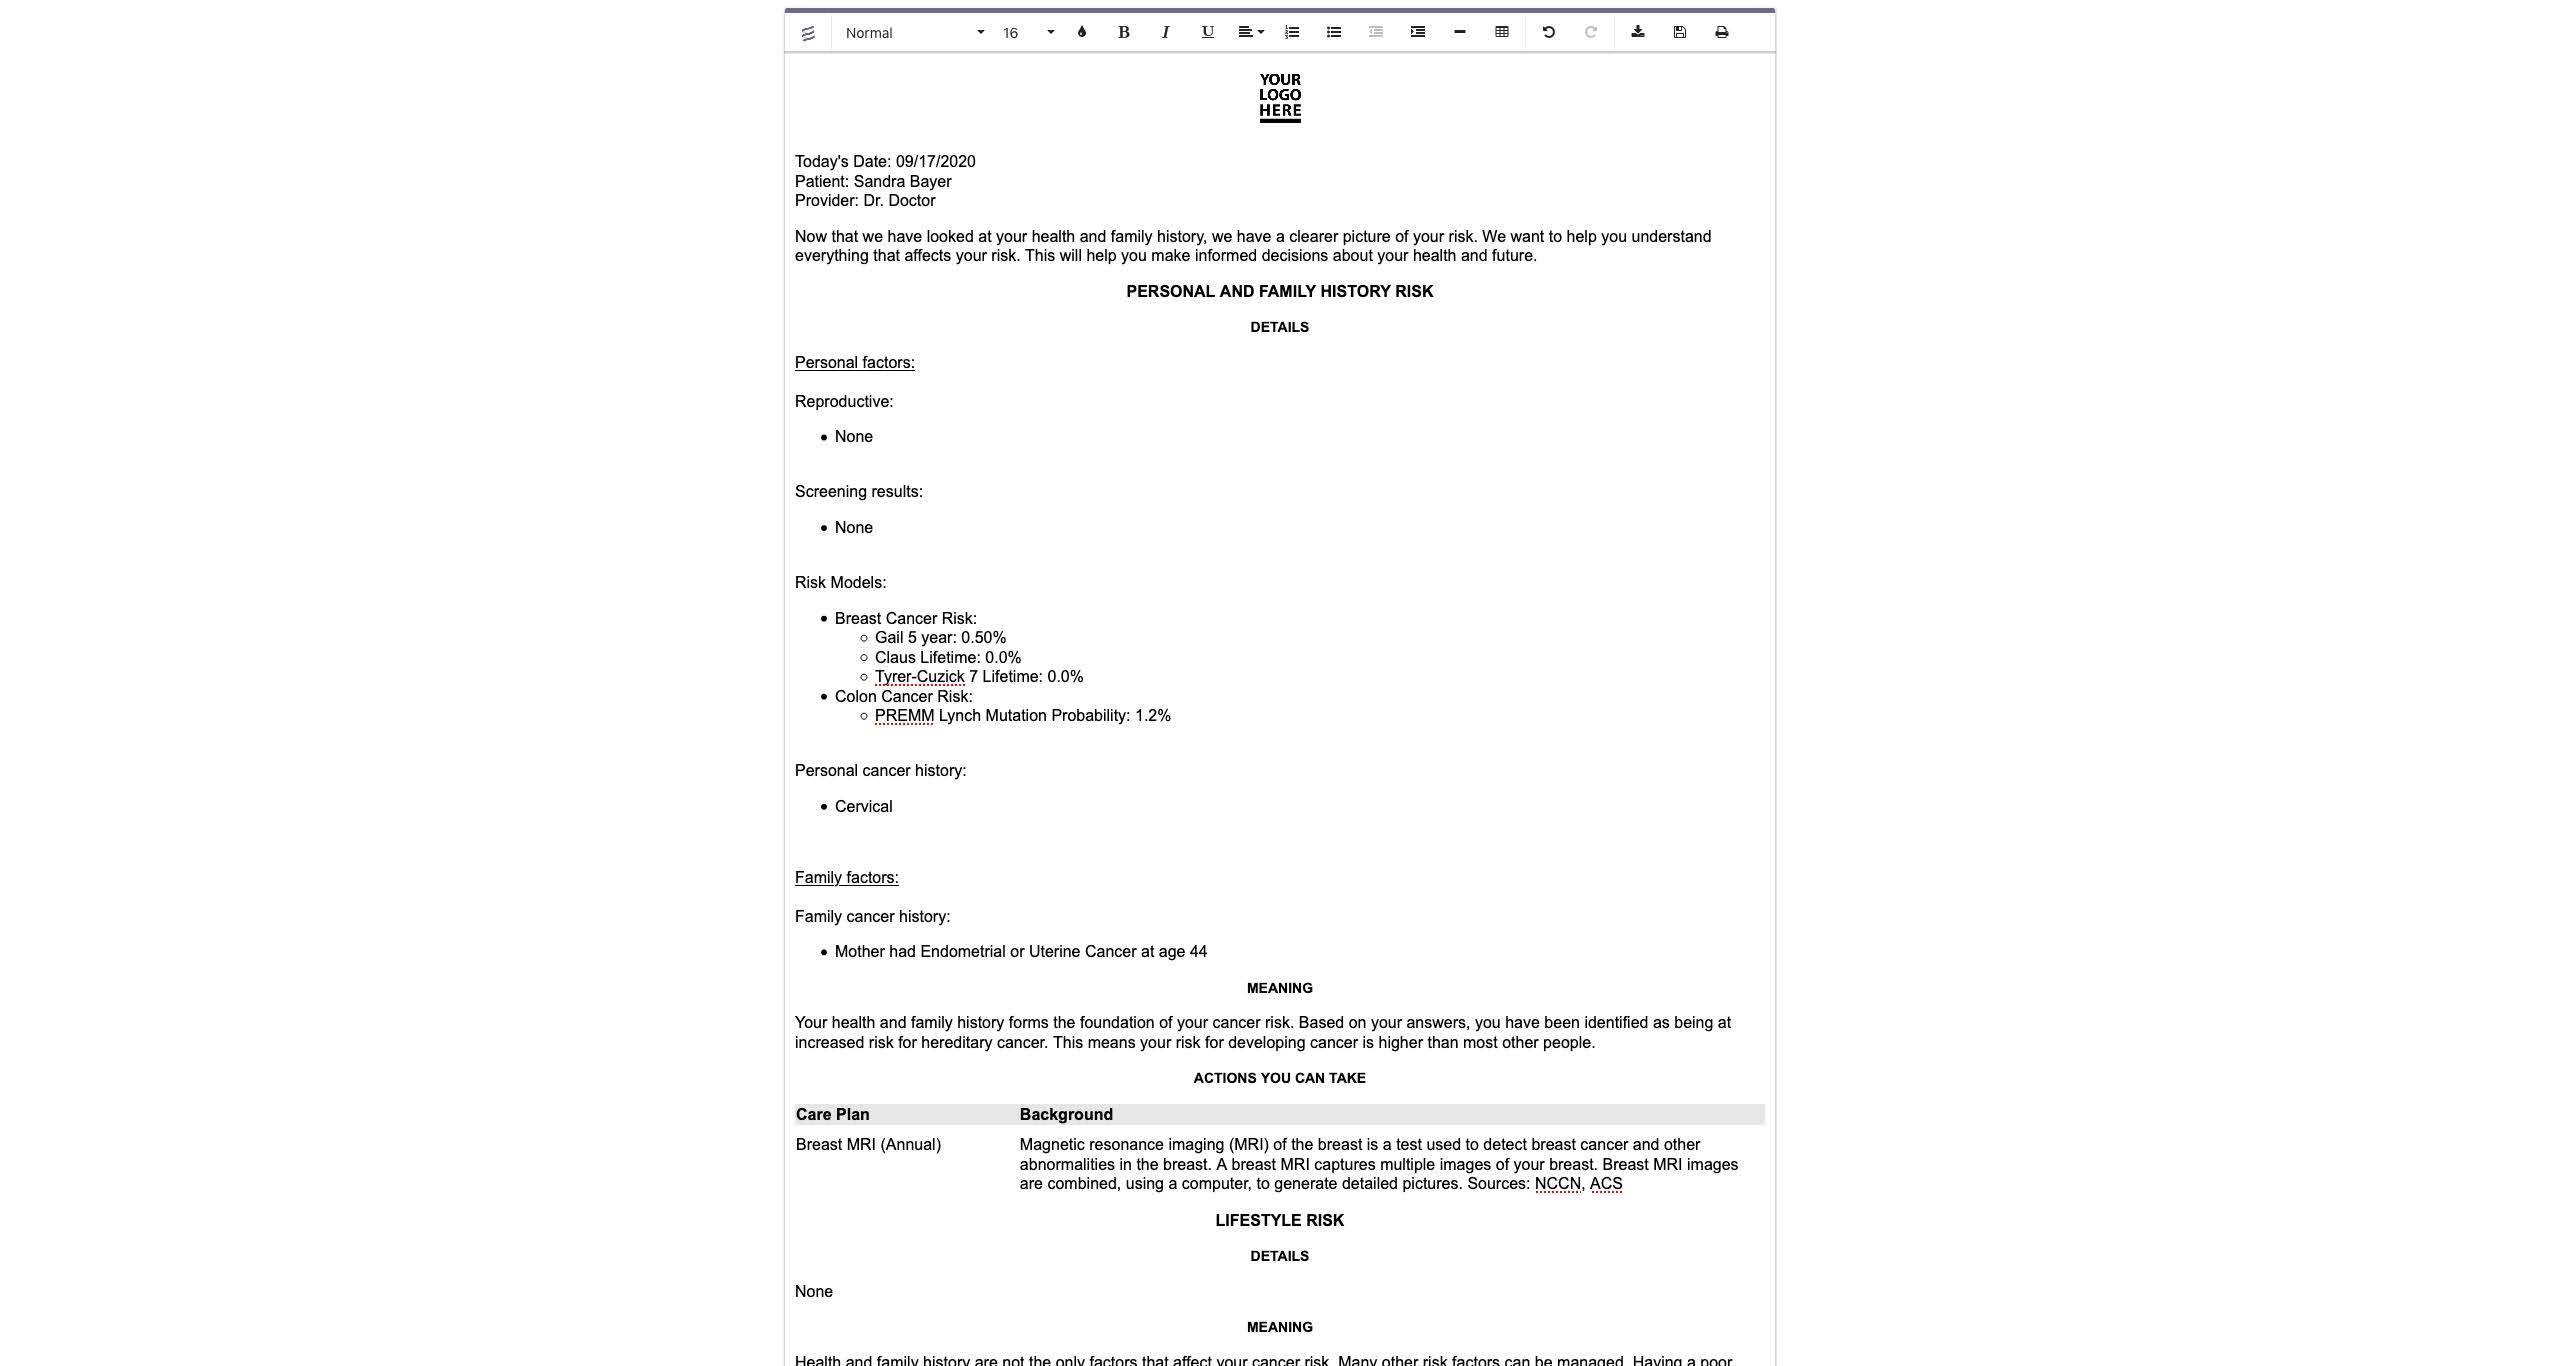 Normal 16 B I U
YOUR
LOGO
HERE
Today's Date: 09/17/2020
Patient: Sandra Bayer
Provider: Dr. Doctor
Now that we have looked at your health and family history, we have a clearer picture of your risk. We want to help you understand
everything that affects your risk. This will help you make informed decisions about your health and future.
PERSONAL AND FAMILY HISTORY RISK
DETAILS
Personal factors:
Reproductive:
• None
Screening results:
• None
Risk Models:
• Breast Cancer Risk:
○ Gail 5 year: 0.50%
○ Claus Lifetime: 0.0%
○ Tyrer-Cuzick 7 Lifetime: 0.0%
• Colon Cancer Risk:
○ PREMM Lynch Mutation Probability: 1.2%
Personal cancer history:
• Cervical
Family factors:
Family cancer history:
• Mother had Endometrial or Uterine Cancer at age 44
MEANING
Your health and family history forms the foundation of your cancer risk. Based on your answers, you have been identified as being at
increased risk for hereditary cancer. This means your risk for developing cancer is higher than most other people.
ACTIONS YOU CAN TAKE
Care Plan Background
Breast MRI (Annual) Magnetic resonance imaging (MRI) of the breast is a test used to detect breast cancer and other
abnormalities in the breast. A breast MRI captures multiple images of your breast. Breast MRI images
are combined, using a computer, to generate detailed pictures. Sources: NCCN, ACS
LIFESTYLE RISK
DETAILS
None
MEANING
Health and family history are not the only factors that affect your cancer risk. Many other risk factors can be managed. Having a poor